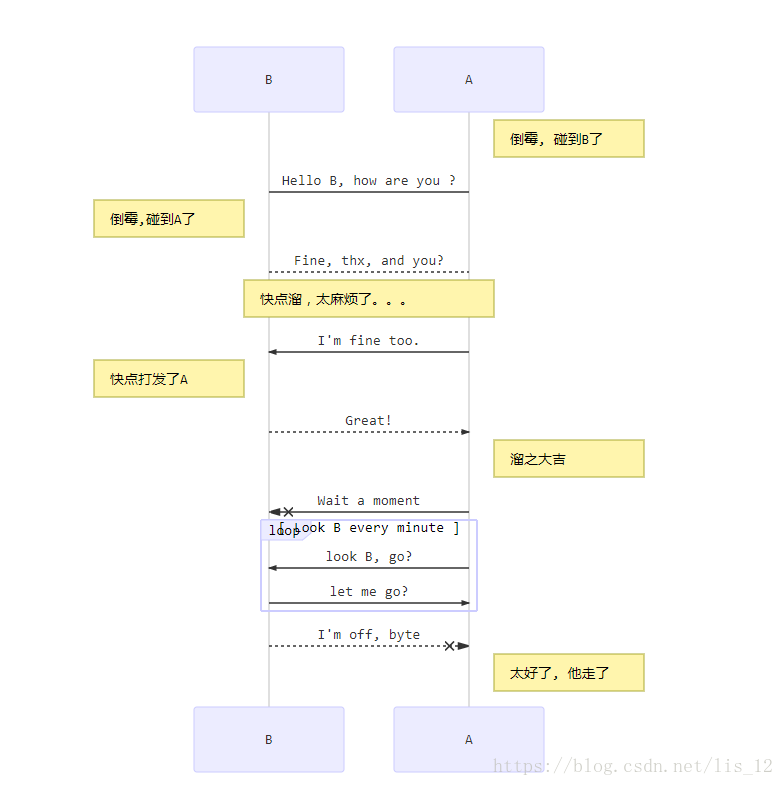 B
A
倒霉, 碰到B了
Hello B, how are you ?
倒霉,碰到A了
Fine, thx, and you?
快点溜，太麻烦了。。。
I'm fine too.
快点打发了A
Great!
溜之大吉
Wait a moment
loop
[ Look B every minute ]
look B, go?
let me go?
I'm off, byte
太好了, 他走了
B
A
https://blog.csdn.net/lis_12